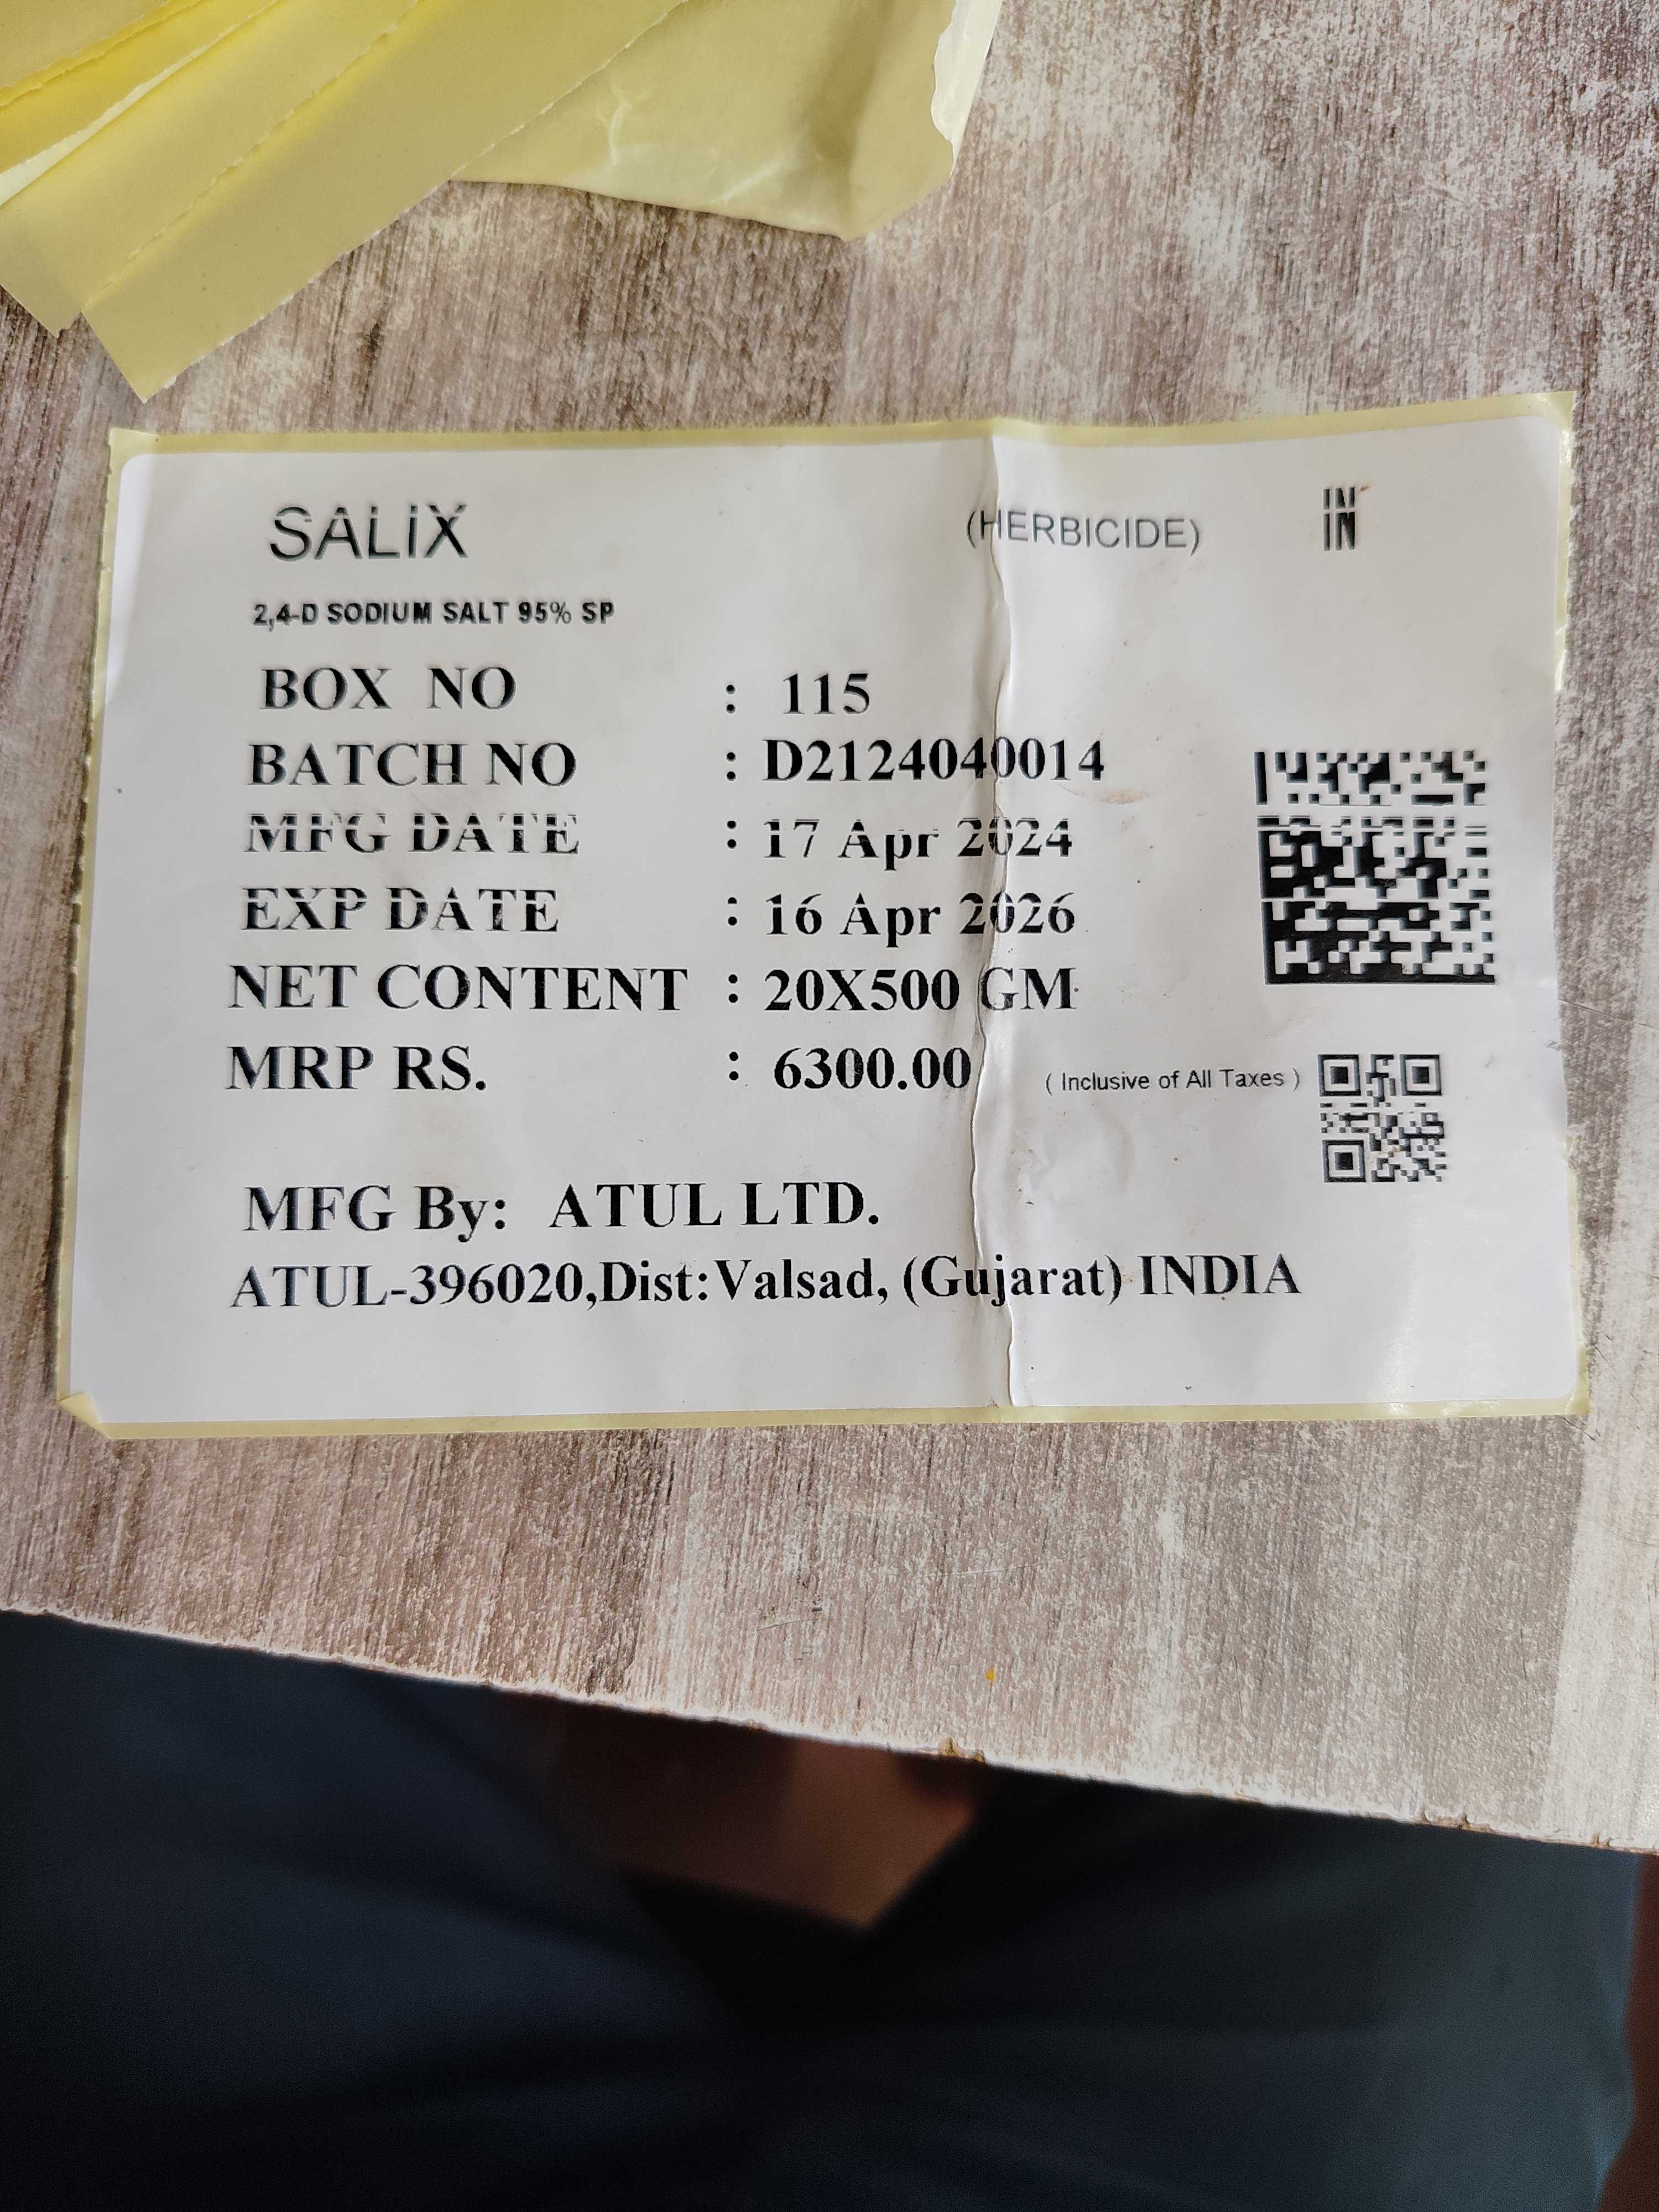 SALIX (HERBICIDE) IN
2,4-D SODIUM SALT 95% SP
BOX NO : 115
BATCH NO : D2124040014
MFG DATE : 17 Apr 2024
EXP DATE : 16 Apr 2026
NET CONTENT : 20X500 GM
MRP RS. : 6300.00 ( Inclusive of All Taxes )
MFG By: ATUL LTD.
ATUL-396020,Dist:Valsad, (Gujarat) INDIA